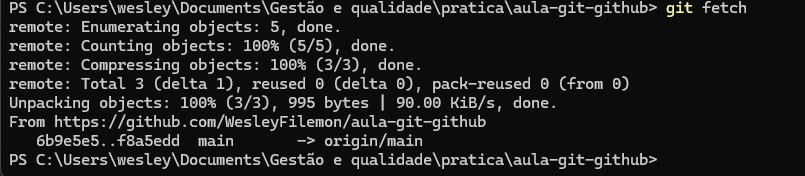 PS C:\Users\wesley\Documents\Gestão e qualidade\pratica\aula-git-github> git fetch
remote: Enumerating objects: 5, done.
remote: Counting objects: 100% (5/5), done.
remote: Compressing objects: 100% (3/3), done.
remote: Total 3 (delta 1), reused 0 (delta 0), pack-reused 0 (from 0)
Unpacking objects: 100% (3/3), 995 bytes | 90.00 KiB/s, done.
From https://github.com/WesleyFilemon/aula-git-github
   6b9e5e5..f8a5edd  main       -> origin/main
PS C:\Users\wesley\Documents\Gestão e qualidade\pratica\aula-git-github>